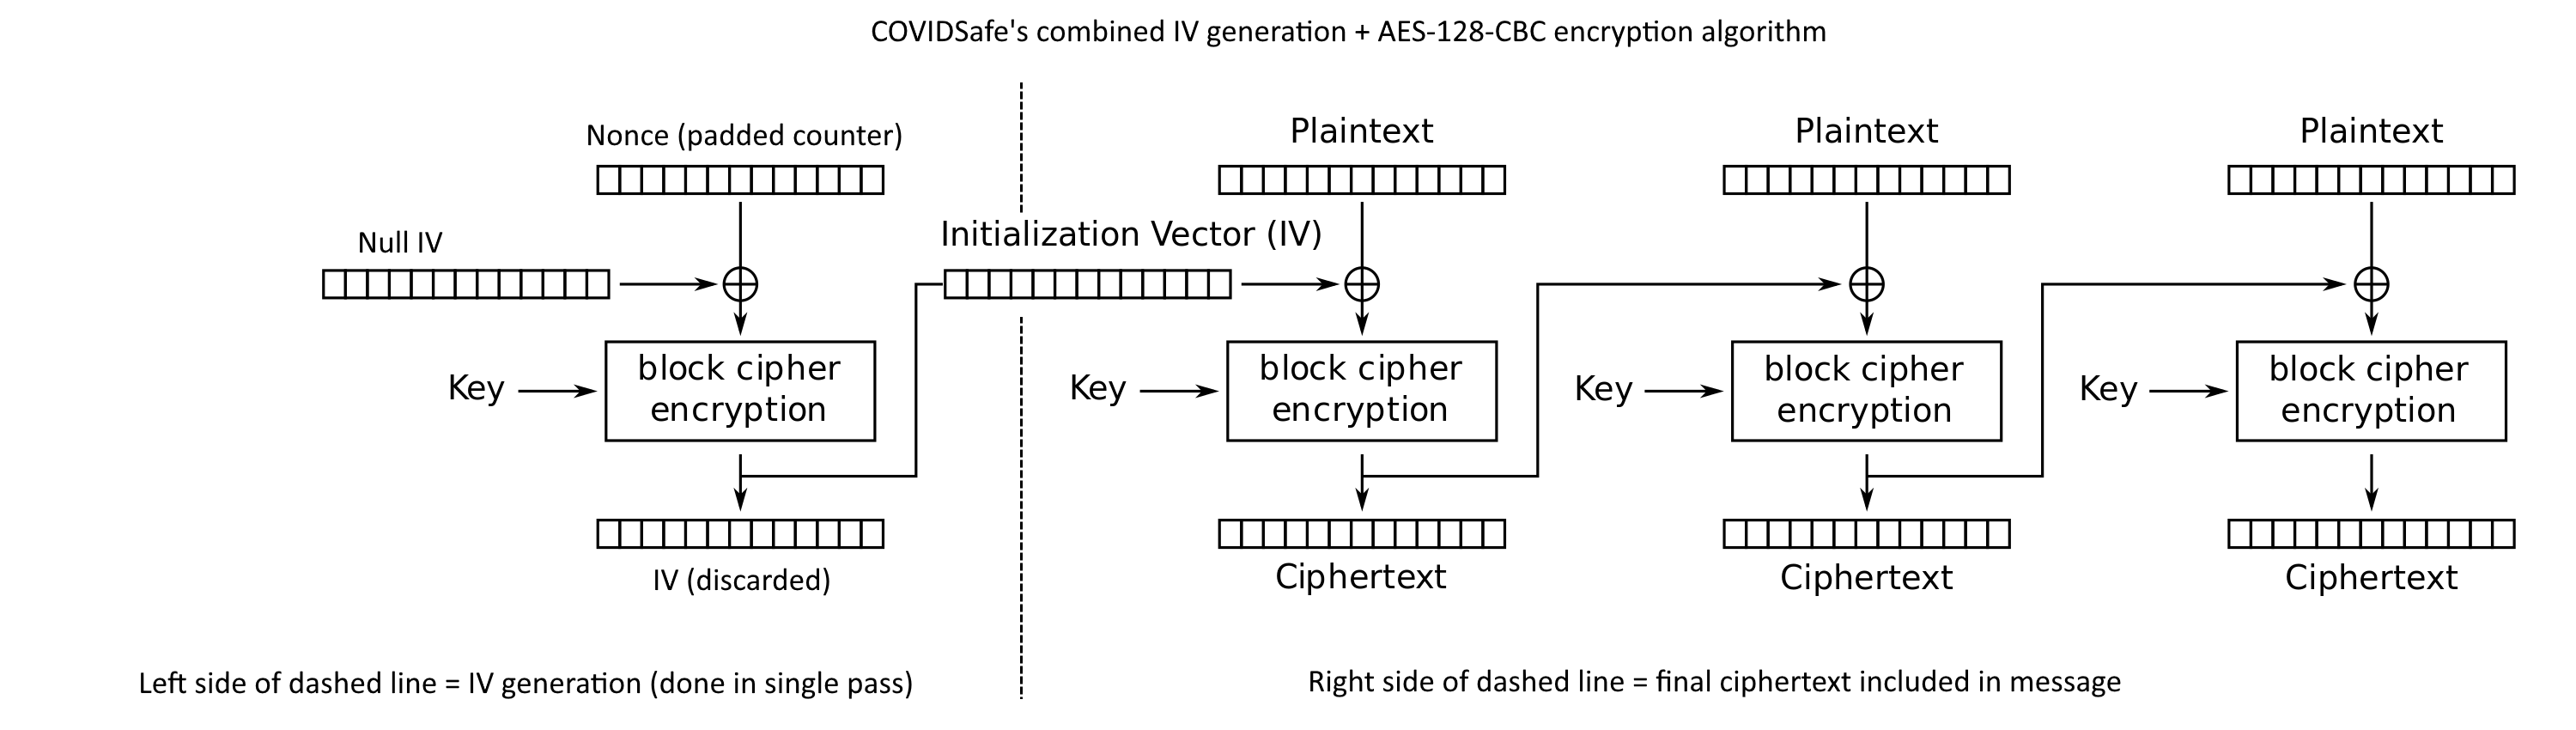 COVIDSafe's combined IV generation + AES-128-CBC encryption algorithm
Nonce (padded counter)
Plaintext
Plaintext
Plaintext
Null IV
Initialization Vector (IV)
Key
block cipher
encryption
Key
block cipher
encryption
Key
block cipher
encryption
Key
block cipher
encryption
IV (discarded)
Ciphertext
Ciphertext
Ciphertext
Left side of dashed line = IV generation (done in single pass)
Right side of dashed line = final ciphertext included in message